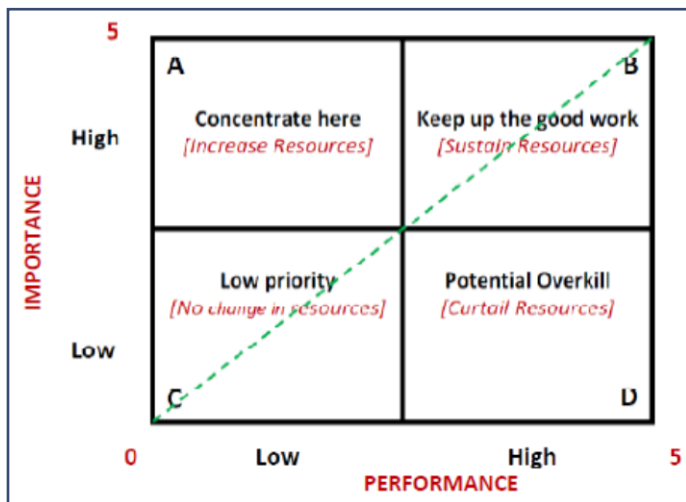 5
A
B
Concentrate here
[Increase Resources]
Keep up the good work
[Sustain Resources]
High
IMPORTANCE
Low priority
[No change in resources]
Potential Overkill
[Curtail Resources]
Low
C
D
0
Low
High
5
PERFORMANCE